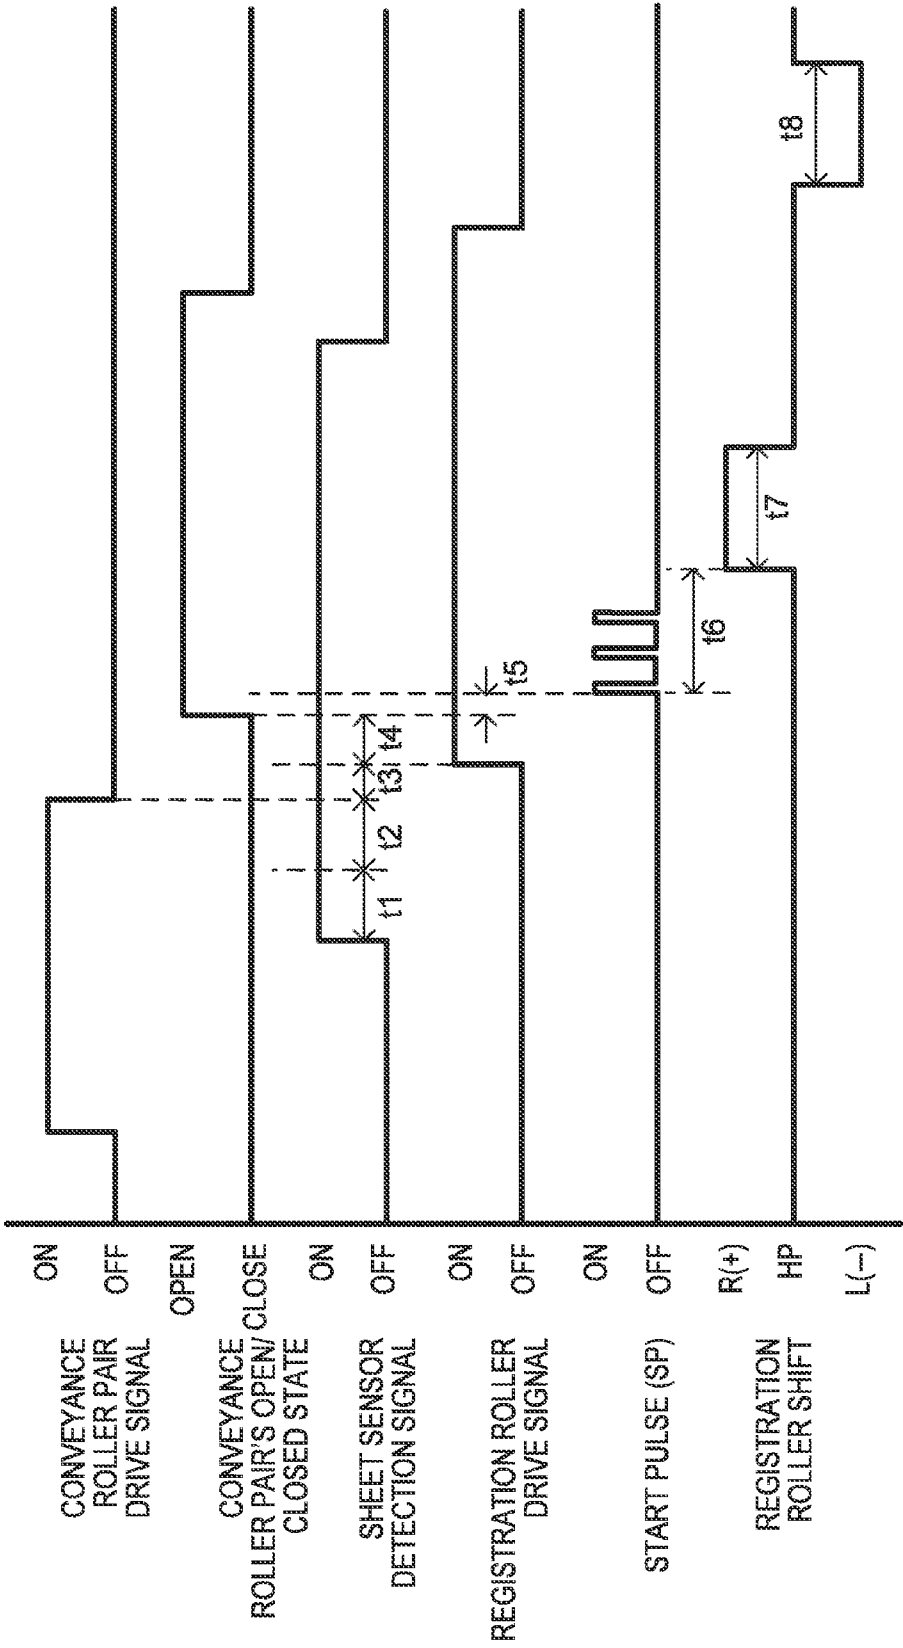 CONVEYANCE
ROLLER PAIR
DRIVE SIGNAL
ON
OFF
CONVEYANCE
ROLLER PAIR'S OPEN/
CLOSED STATE
OPEN
CLOSE
SHEET SENSOR
DETECTION SIGNAL
ON
OFF
t1
t2
t3
t4
REGISTRATION ROLLER
DRIVE SIGNAL
ON
OFF
t5
START PULSE (SP)
ON
OFF
t6
REGISTRATION
ROLLER SHIFT
R(+)
HP
L(−)
t7
t8